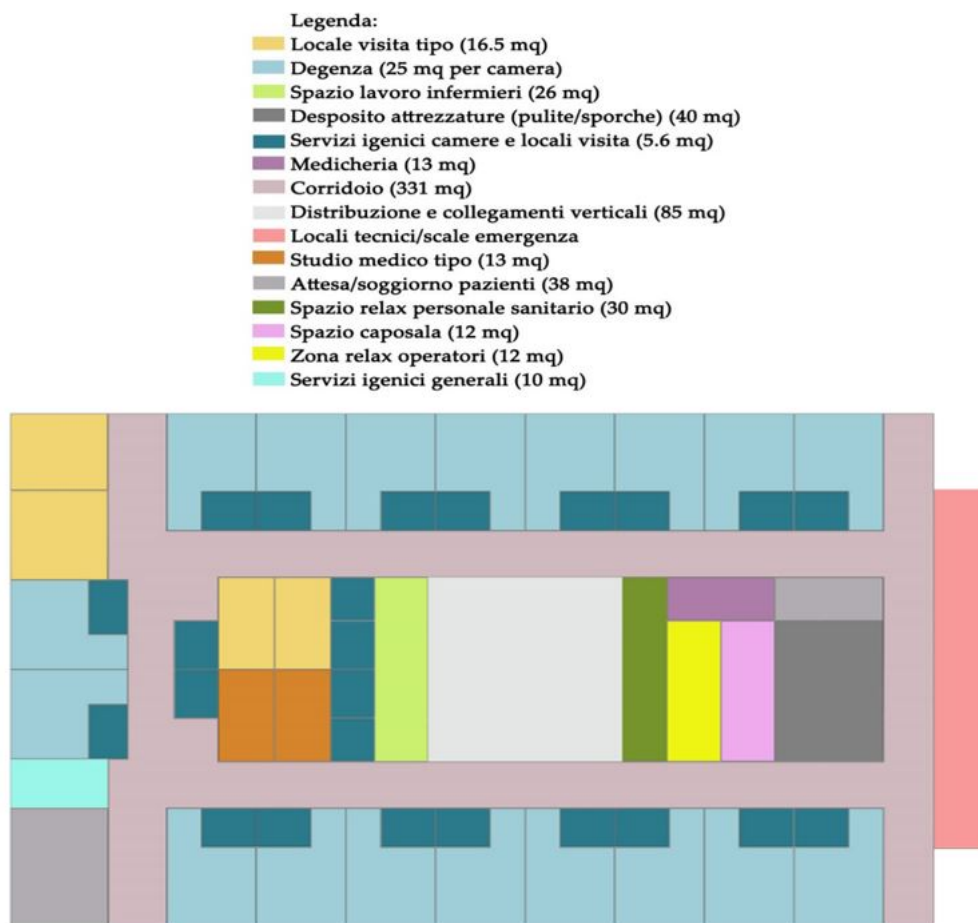 Legenda:
Locale visita tipo (16.5 mq)
Degenza (25 mq per camera)
Spazio lavoro infermieri (26 mq)
Desposito attrezzature (pulite/sporche) (40 mq)
Servizi igenici camere e locali visita (5.6 mq)
Medicheria (13 mq)
Corridoio (331 mq)
Distribuzione e collegamenti verticali (85 mq)
Locali tecnici/scale emergenza
Studio medico tipo (13 mq)
Attesa/soggiorno pazienti (38 mq)
Spazio relax personale sanitario (30 mq)
Spazio caposala (12 mq)
Zona relax operatori (12 mq)
Servizi igenici generali (10 mq)